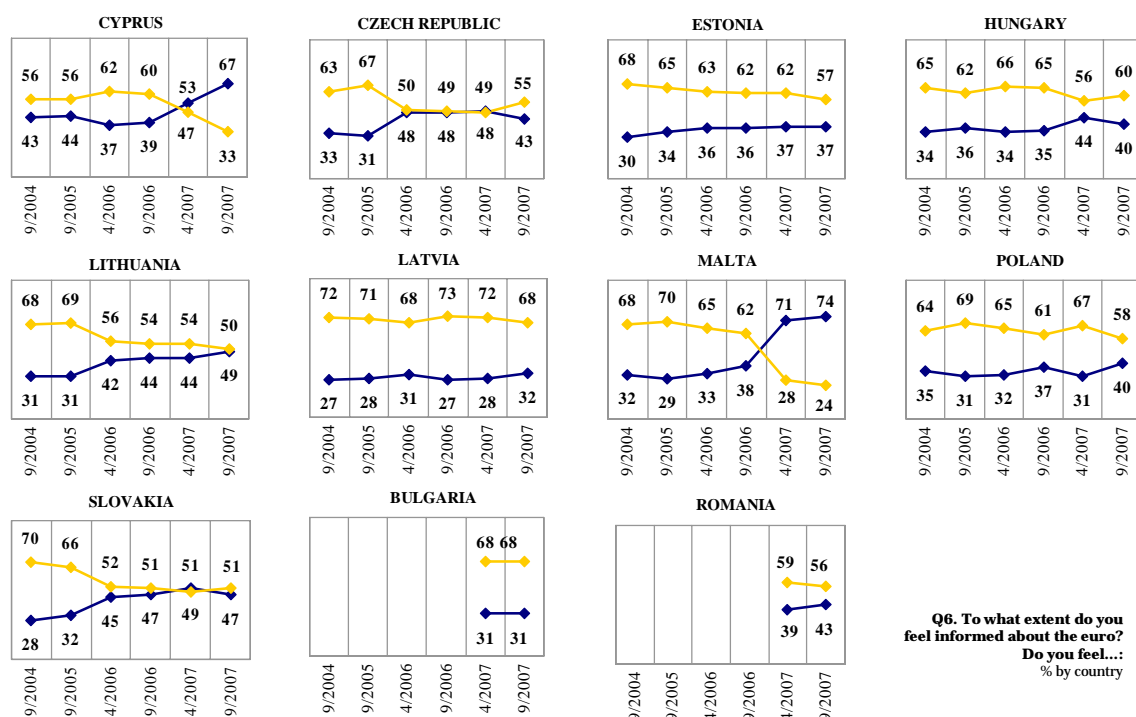 CYPRUS
56 56 62 60 53 67
43 44 37 39 47 33
9/2004 9/2005 4/2006 9/2006 4/2007 9/2007
CZECH REPUBLIC
63 67 50 49 49 55
33 31 48 48 48 43
9/2004 9/2005 4/2006 9/2006 4/2007 9/2007
ESTONIA
68 65 63 62 62 57
30 34 36 36 37 37
9/2004 9/2005 4/2006 9/2006 4/2007 9/2007
HUNGARY
65 62 66 65 56 60
34 36 34 35 44 40
9/2004 9/2005 4/2006 9/2006 4/2007 9/2007
LITHUANIA
68 69 56 54 54 50
31 31 42 44 44 49
9/2004 9/2005 4/2006 9/2006 4/2007 9/2007
LATVIA
72 71 68 73 72 68
27 28 31 27 28 32
9/2004 9/2005 4/2006 9/2006 4/2007 9/2007
MALTA
68 70 65 62 71 74
32 29 33 38 28 24
9/2004 9/2005 4/2006 9/2006 4/2007 9/2007
POLAND
64 69 65 61 67 58
35 31 32 37 31 40
9/2004 9/2005 4/2006 9/2006 4/2007 9/2007
SLOVAKIA
70 66 52 51 51 51
28 32 45 47 49 47
9/2004 9/2005 4/2006 9/2006 4/2007 9/2007
BULGARIA
68 68
31 31
9/2004 9/2005 4/2006 9/2006 4/2007 9/2007
ROMANIA
59 56
39 43
9/2004 9/2005 4/2006 9/2006 4/2007 9/2007
Q6. To what extent do you
feel informed about the euro?
Do you feel...:
% by country